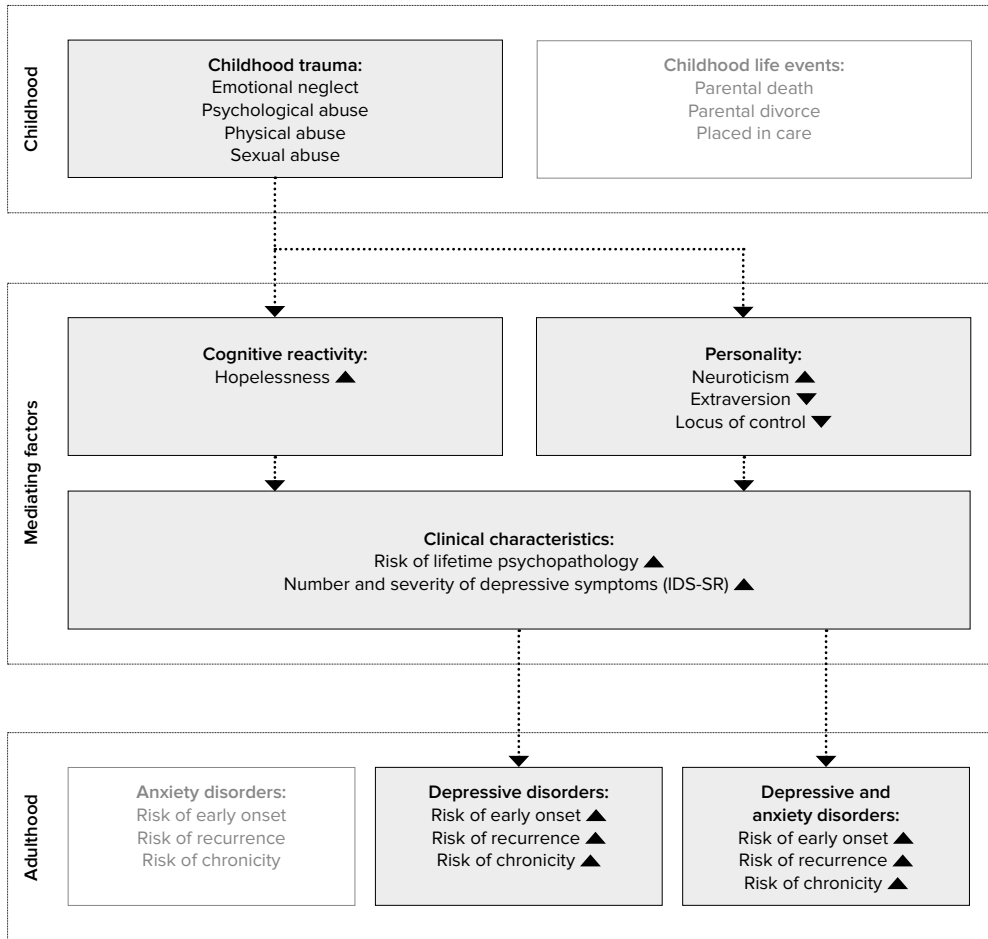 Childhood
Childhood trauma:
Emotional neglect
Psychological abuse
Physical abuse
Sexual abuse
Childhood life events:
Parental death
Parental divorce
Placed in care
Mediating factors
Cognitive reactivity:
Hopelessness ▲
Personality:
Neuroticism ▲
Extraversion ▼
Locus of control ▼
Clinical characteristics:
Risk of lifetime psychopathology ▲
Number and severity of depressive symptoms (IDS-SR) ▲
Adulthood
Anxiety disorders:
Risk of early onset
Risk of recurrence
Risk of chronicity
Depressive disorders:
Risk of early onset ▲
Risk of recurrence ▲
Risk of chronicity ▲
Depressive and
anxiety disorders:
Risk of early onset ▲
Risk of recurrence ▲
Risk of chronicity ▲